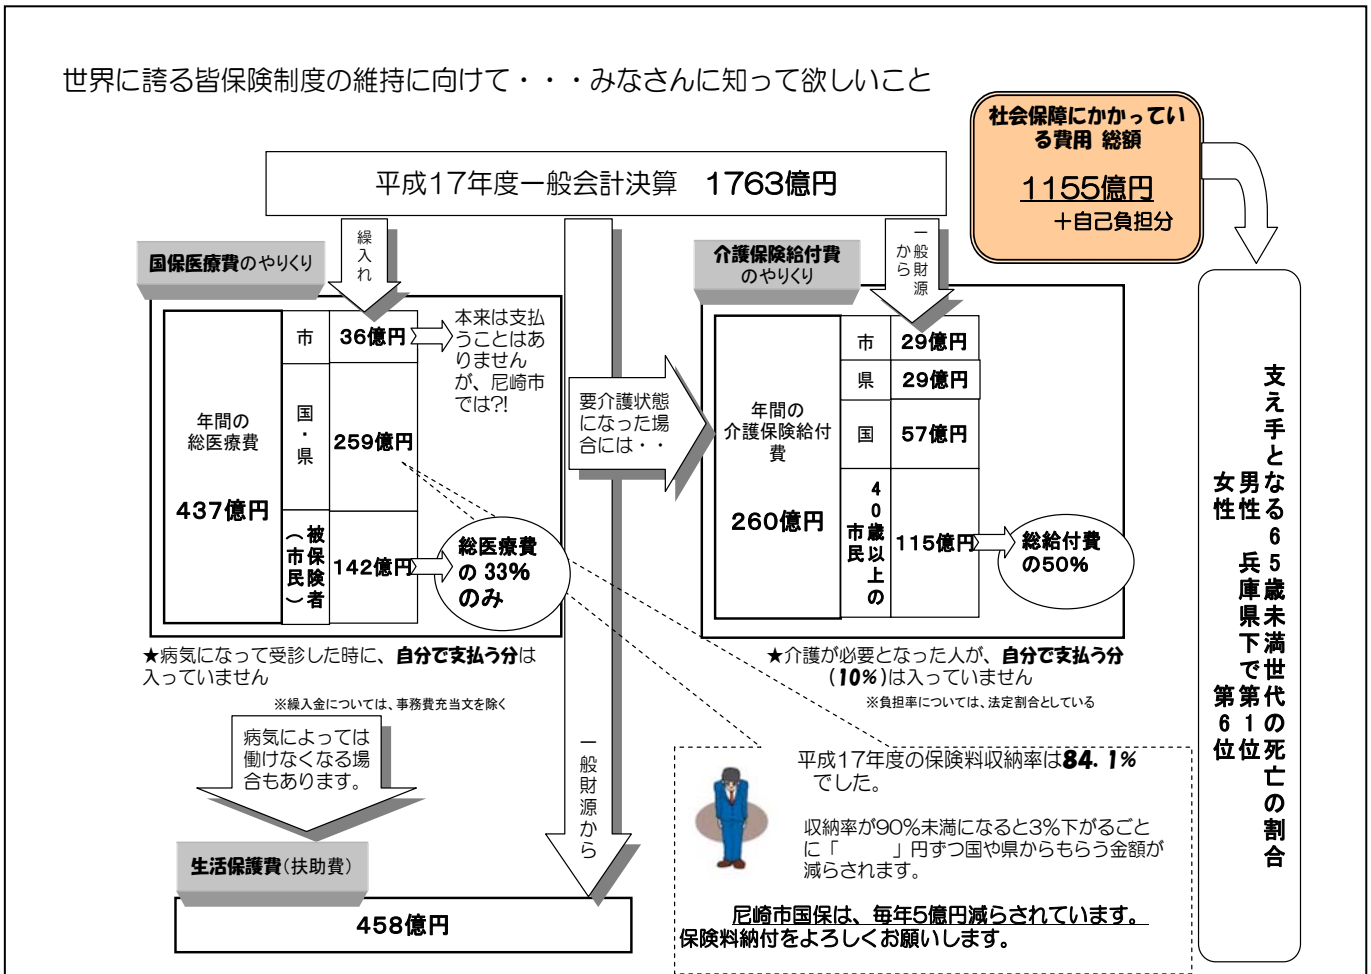 世界に誇る皆保険制度の維持に向けて・・・みなさんに知って欲しいこと
社会保障にかかってい
る費用 総額
1155億円
＋自己負担分
平成17年度一般会計決算　1763億円
繰入れ
一般財源
から
国保医療費のやりくり
介護保険給付費
のやりくり
年間の
総医療費
437億円
市
36億円
国・県
259億円
被保険者
（市民）
142億円
本来は支払
うことはあ
りません
が、尼崎市
では?!
総医療費
の 33%
のみ
要介護状態
になった場
合には・・
年間の
介護保険給付
費
260億円
市
29億円
県
29億円
国
57億円
40歳以上の
市民
115億円
総給付費
の50%
★病気になって受診した時に、自分で支払う分は
入っていません
※繰入金については、事務費充当文を除く
★介護が必要となった人が、自分で支払う分
（10%）は入っていません
※負担率については、法定割合としている
病気によっては
働けなくなる場
合もあります。
一般財源から
生活保護費（扶助費）
458億円
平成17年度の保険料収納率は84.1%
でした。
収納率が90%未満になると3%下がるごと
に「　　　」円ずつ国や県からもらう金額が
減らされます。
尼崎市国保は、毎年5億円減らされています。
保険料納付をよろしくお願いします。
支え手となる65歳未満世代の死亡の割合
男性　兵庫県下で第1位
女性　第6位